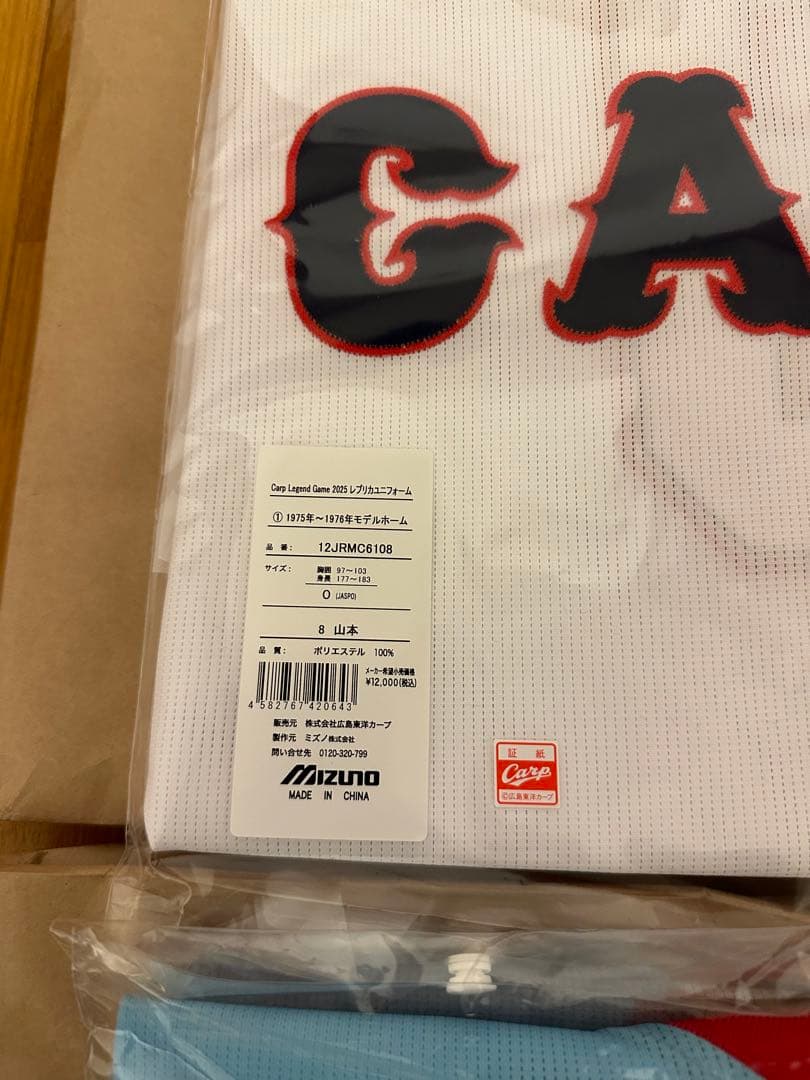 CA
Carp Legend Game 2025 レプリカユニフォーム
① 1975年～1976年モデルホーム
品 番: 12JRMC6108
サイズ: 胸囲 97～103
身長 177～183
O (JASPO)
8 山本
品 質: ポリエステル 100%
メーカー希望小売価格
¥12,000(税込)
4 582767 420643
販売元 株式会社広島東洋カープ
製作元 ミズノ株式会社
問い合せ先 0120-320-799
MIZUNO
MADE IN CHINA
証 紙
Carp
©広島東洋カープ